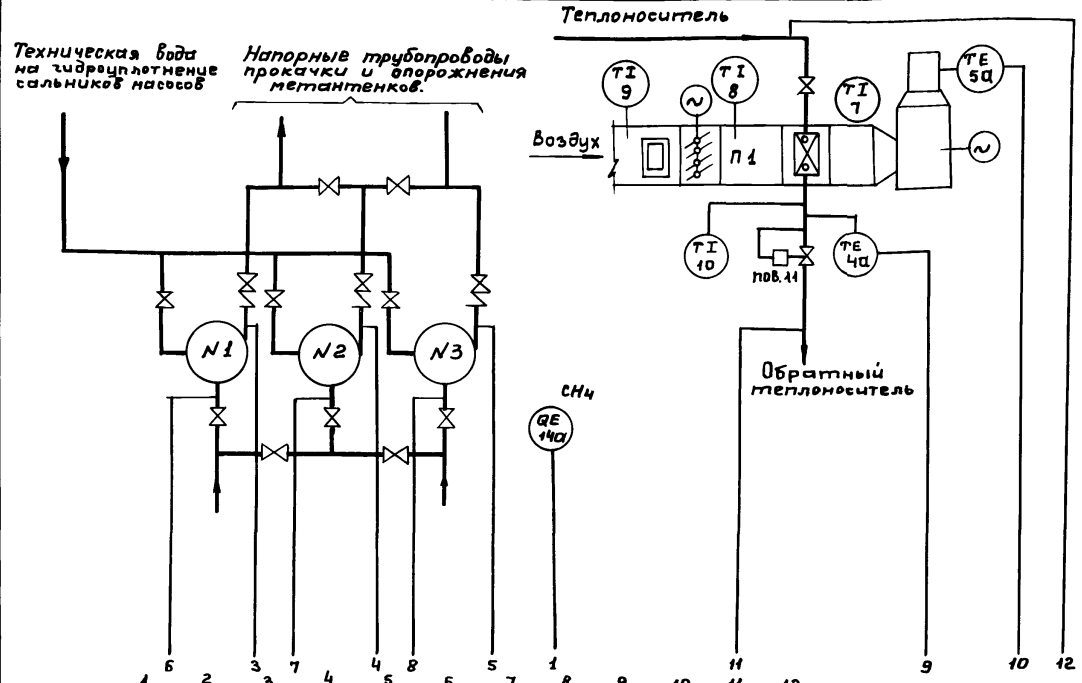 Теплоноситель
Техническая вода
на гидроуплотнение
сальников насосов
Напорные трубопроводы
прокачки и опорожнения
метантенков.
TI
9
~
TI
8
TI
7
TE
5а
Воздух
П1
~
TI
10
TE
4а
поз.11
N1
N2
N3
Обратный
теплоноситель
CH4
QE
14а
6 3 7 4 8 5 1 11 9 10 12
1 2 3 4 5 6 7 8 9 10 11 12